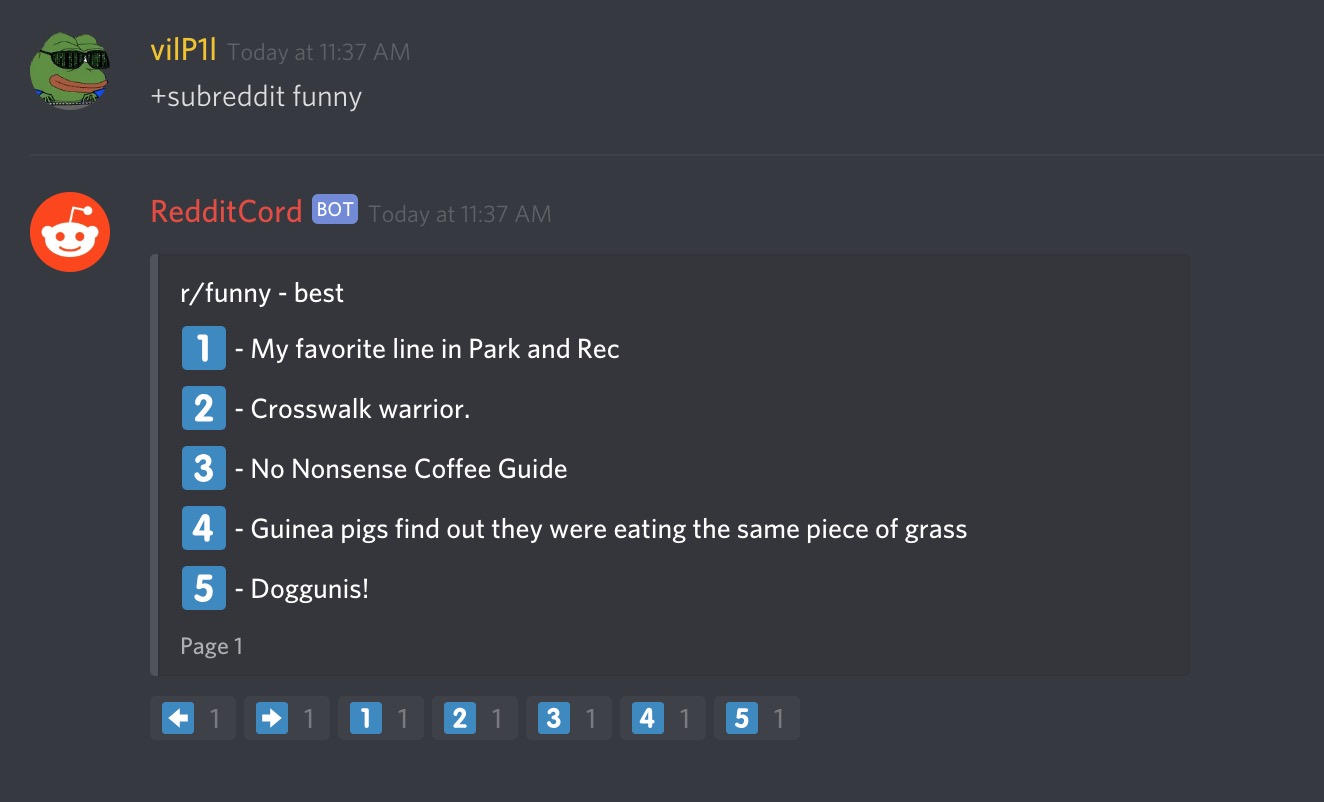 vilP1l Today at 11:37 AM
+subreddit funny
RedditCord BOT Today at 11:37 AM
r/funny - best
1 - My favorite line in Park and Rec
2 - Crosswalk warrior.
3 - No Nonsense Coffee Guide
4 - Guinea pigs find out they were eating the same piece of grass
5 - Doggunis!
Page 1
1 1 1 1 2 1 3 1 4 1 5 1